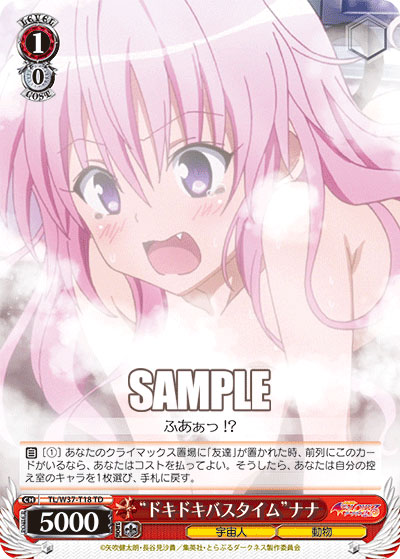 LEVEL
1
0
COST
SAMPLE
ふあぁっ!?
自 [①] あなたのクライマックス置場に「友達」が置かれた時、前列にこのカー
ドがいるなら、あなたはコストを払ってよい。そうしたら、あなたは自分の控
え室のキャラを1枚選び、手札に戻す。
TL/W37-T18 TD
5000
“ドキドキバスタイム”ナナ
宇宙人
動物
©矢吹健太朗・長谷見沙貴/集英社・とらぶるダークネス製作委員会